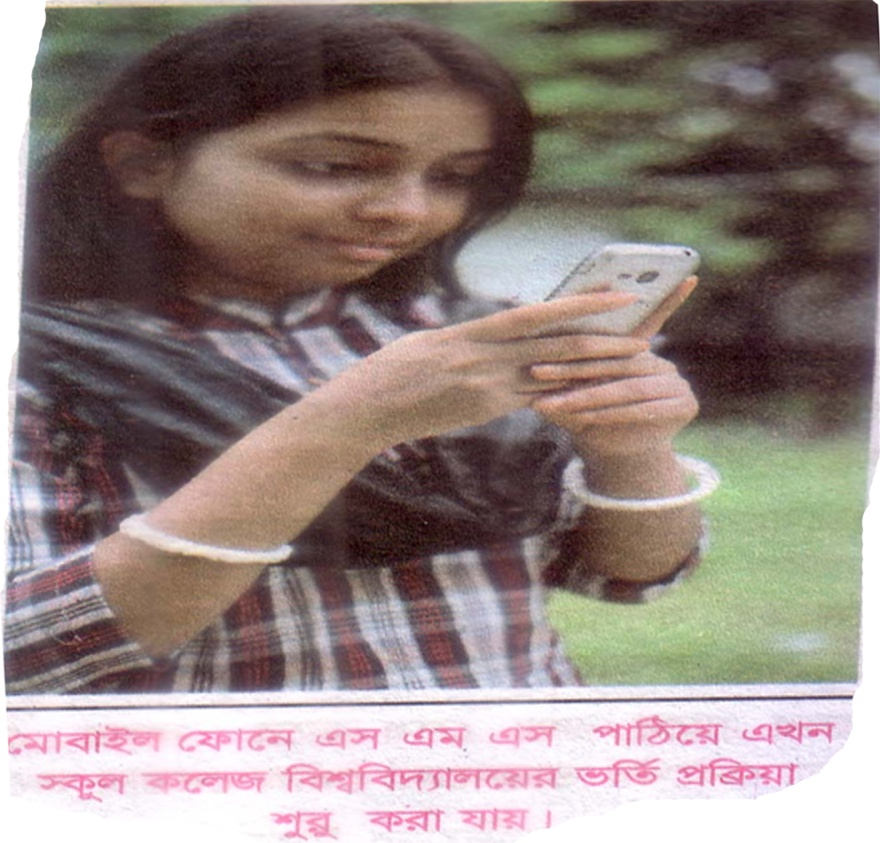 মোবাইল ফোনে এস এম এস পাঠিয়ে এখন
স্কুল কলেজ বিশ্ববিদ্যালয়ের ভর্তি প্রক্রিয়া
শুরু করা যায়।